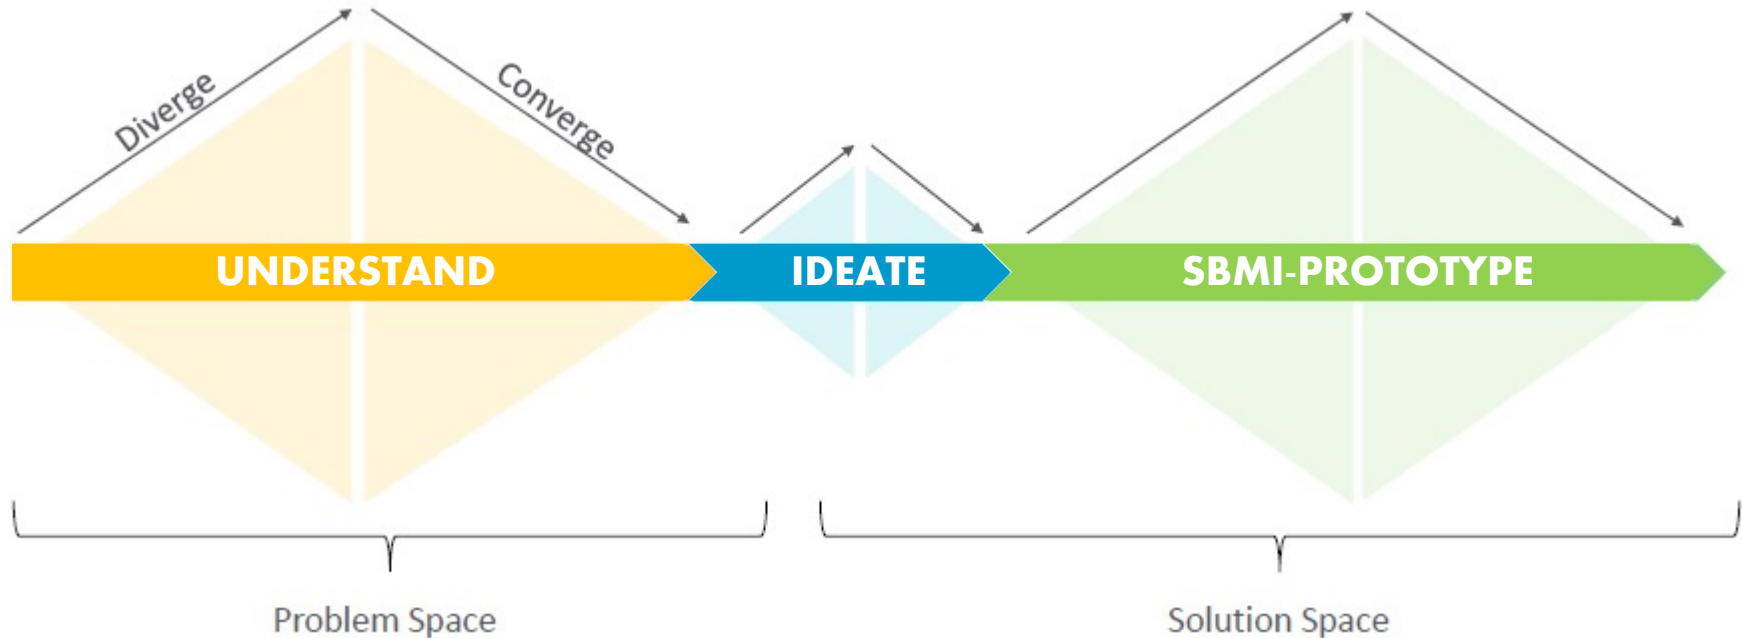 Diverge
Converge
UNDERSTAND
IDEATE
SBMI-PROTOTYPE
Problem Space
Solution Space